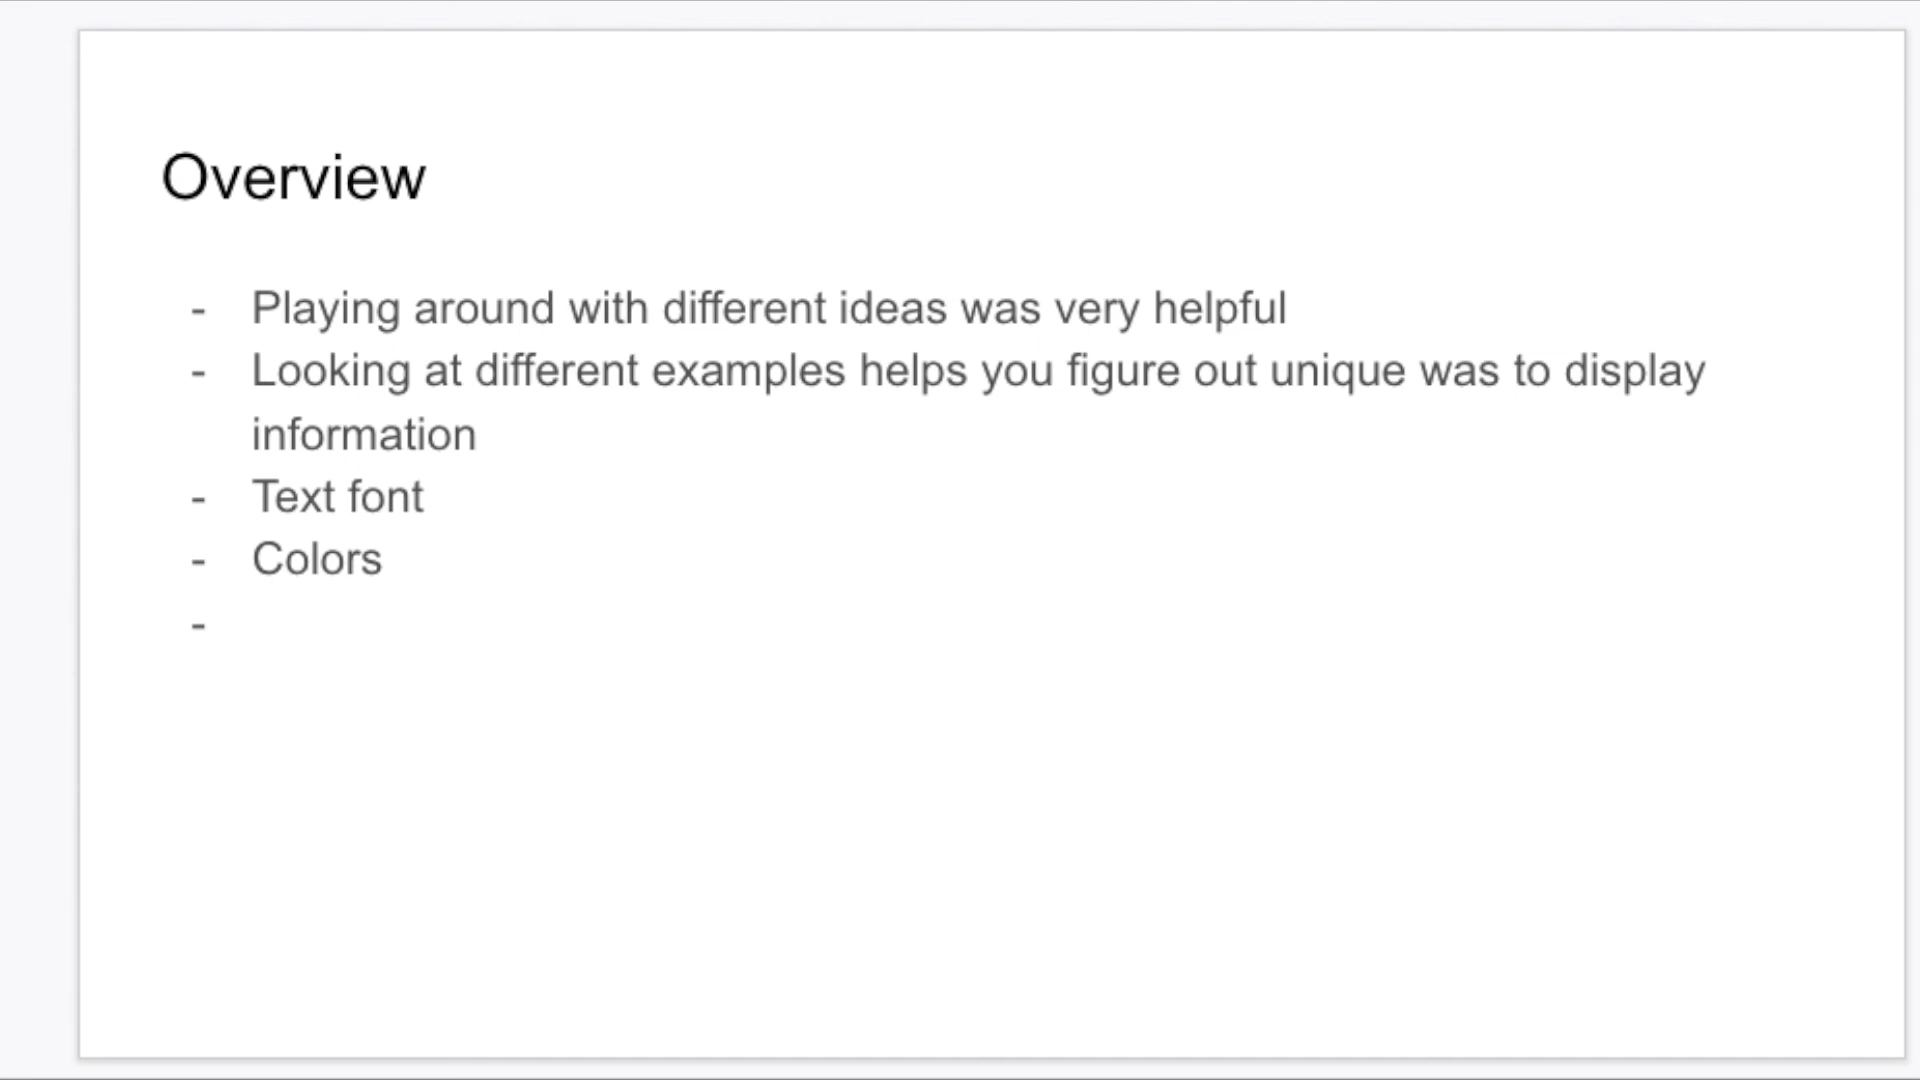 Overview
- Playing around with different ideas was very helpful
- Looking at different examples helps you figure out unique was to display
information
- Text font
- Colors
-